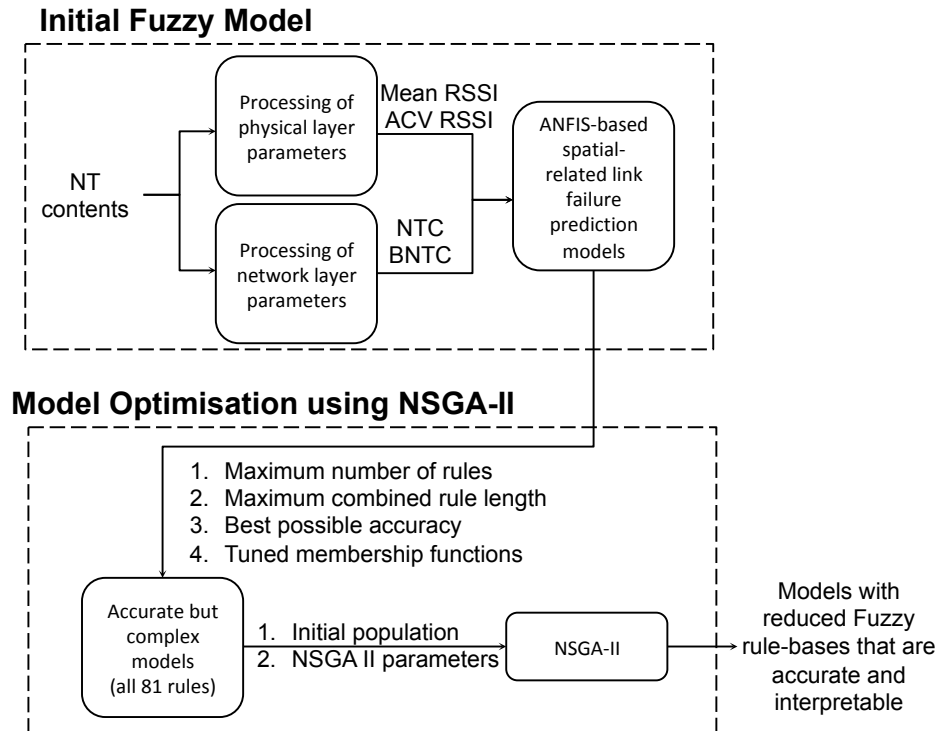 Initial Fuzzy Model
Processing of
physical layer
parameters
Mean RSSI
ACV RSSI
ANFIS-based
spatial-
related link
failure
prediction
models
NT
contents
Processing of
network layer
parameters
NTC
BNTC
Model Optimisation using NSGA-II
1. Maximum number of rules
2. Maximum combined rule length
3. Best possible accuracy
4. Tuned membership functions
Accurate but
complex
models
(all 81 rules)
1. Initial population
2. NSGA II parameters
NSGA-II
Models with
reduced Fuzzy
rule-bases that are
accurate and
interpretable